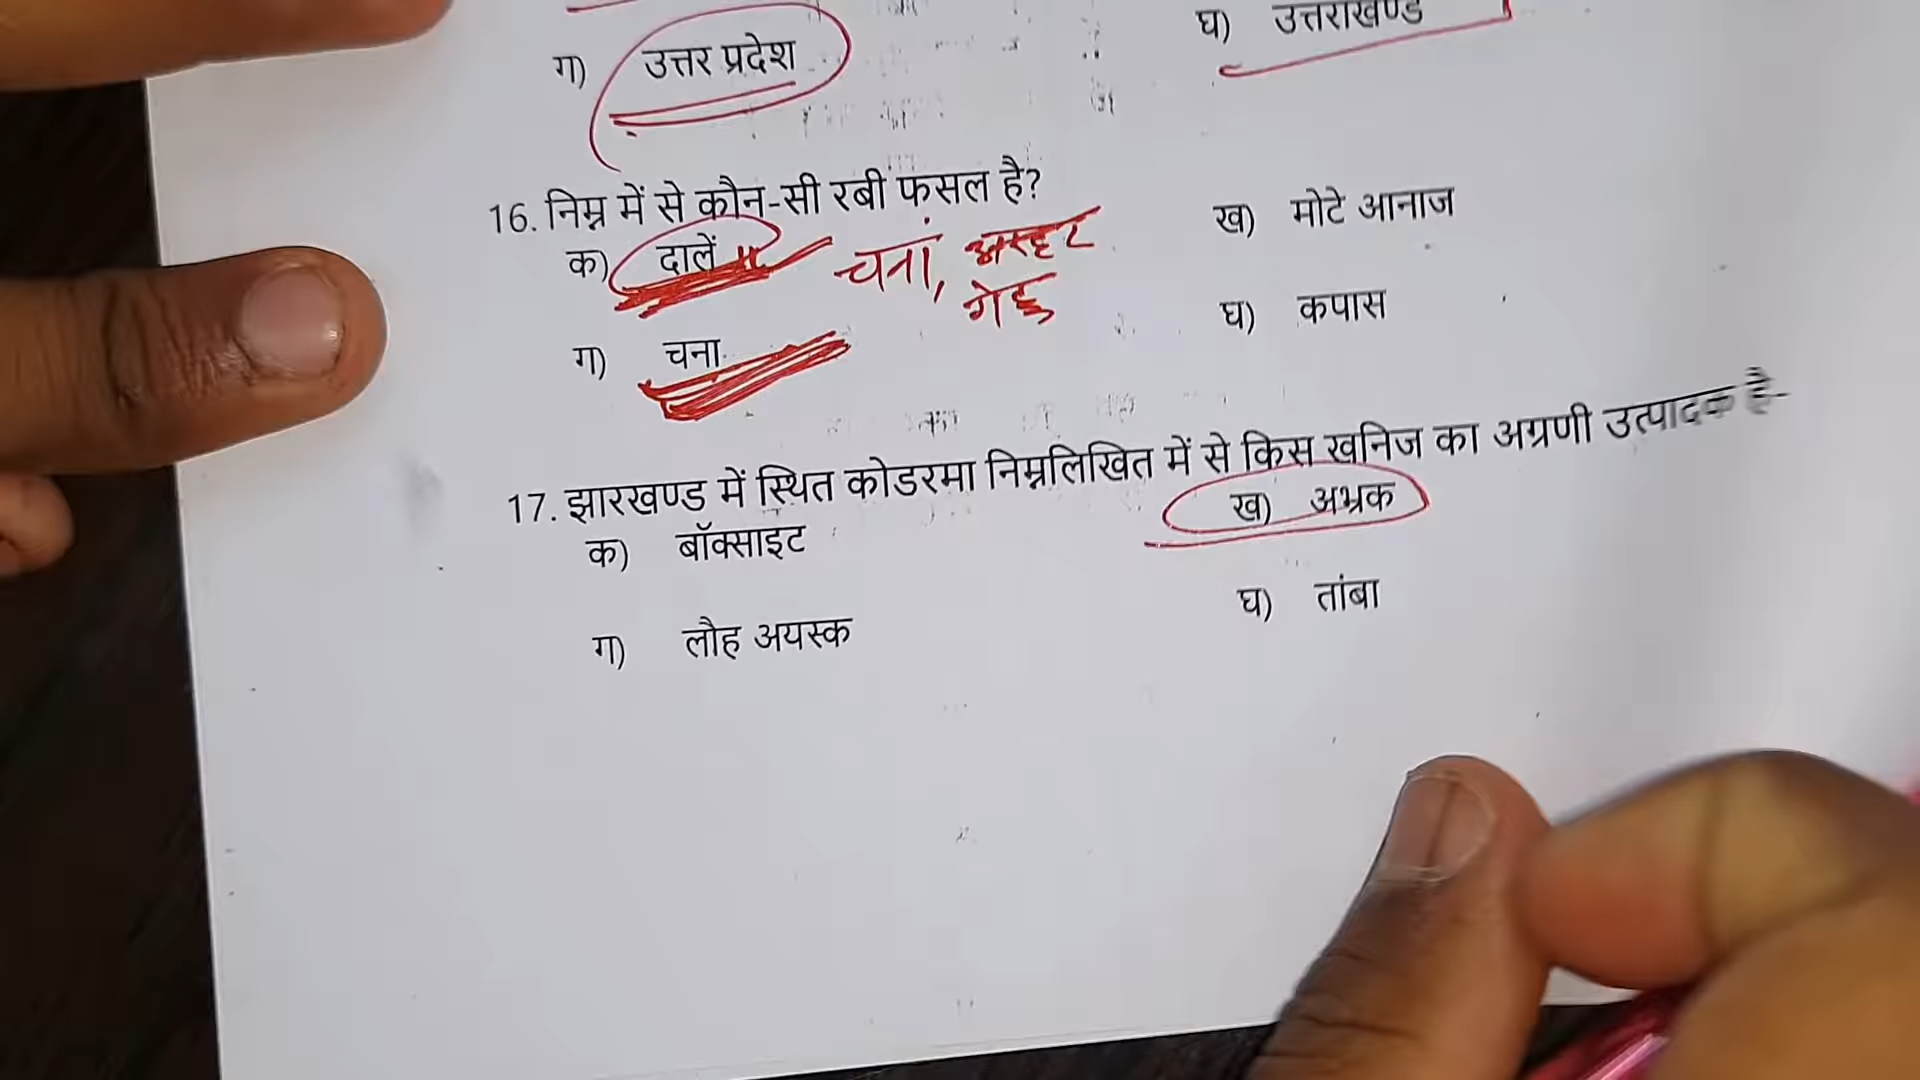 ग) उत्तर प्रदेश घ) उत्तराखण्ड
16. निम्न में से कौन-सी रबी फसल है?
क) दालें चना, अरहर ख) मोटे आनाज
गेहू
ग) चना घ) कपास
17. झारखण्ड में स्थित कोडरमा निम्नलिखित में से किस खनिज का अग्रणी उत्पादक है-
क) बॉक्साइट ख) अभ्रक
ग) लौह अयस्क घ) तांबा